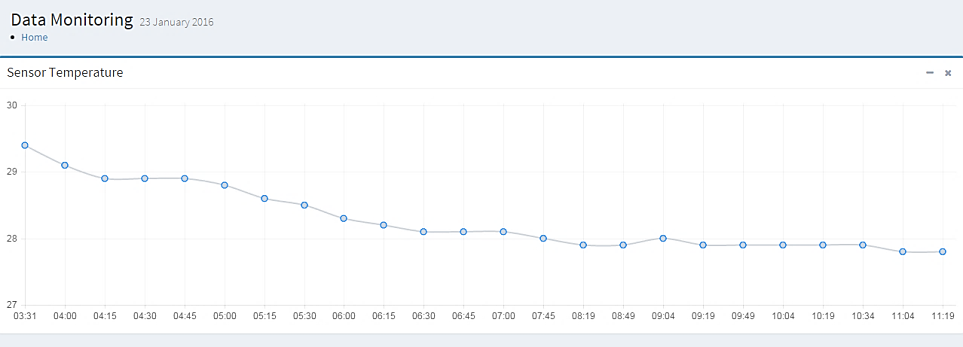 Data Monitoring 23 January 2016
Home
Sensor Temperature
30
29
28
27
03:31 04:00 04:15 04:30 04:45 05:00 05:15 05:30 06:00 06:15 06:30 06:45 07:00 07:45 08:19 08:49 09:04 09:19 09:49 10:04 10:19 10:34 11:04 11:19